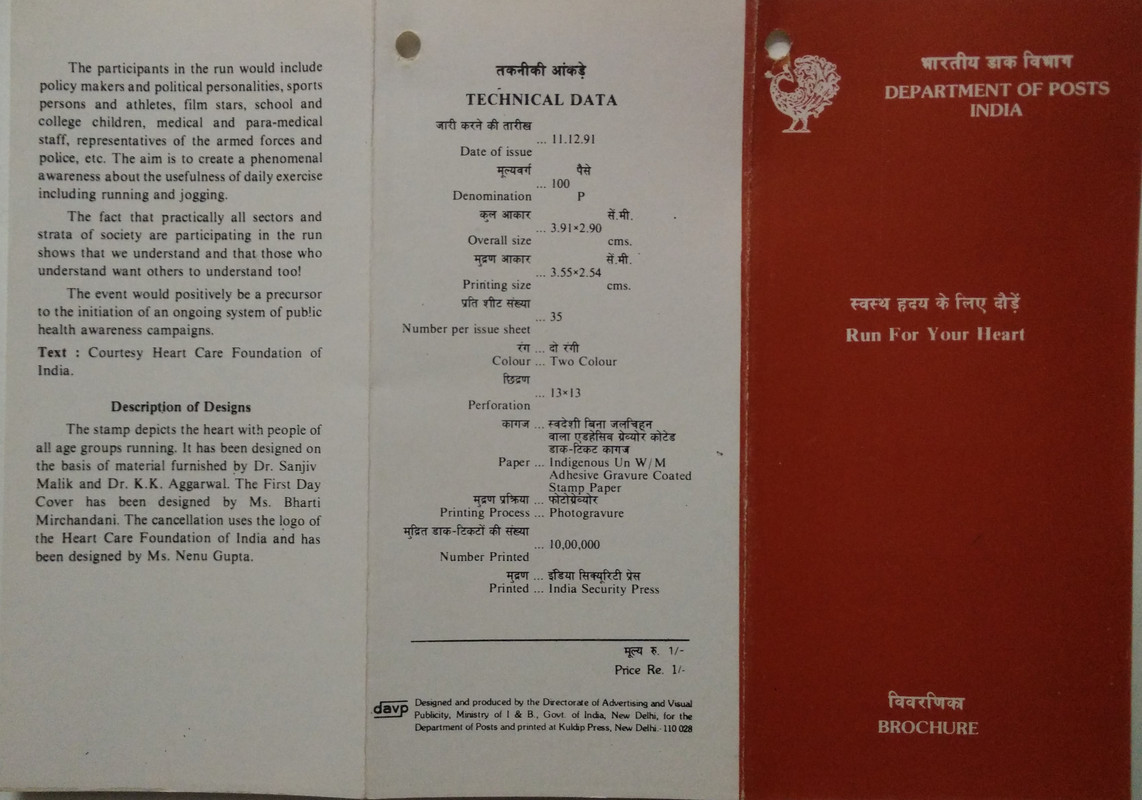 The participants in the run would include
policy makers and political personalities, sports
persons and athletes, film stars, school and
college children, medical and para-medical
staff, representatives of the armed forces and
police, etc. The aim is to create a phenomenal
awareness about the usefulness of daily exercise
including running and jogging.
The fact that practically all sectors and
strata of society are participating in the run
shows that we understand and that those who
understand want others to understand too!
The event would positively be a precursor
to the initiation of an ongoing system of public
health awareness campaigns.
Text : Courtesy Heart Care Foundation of
India.
Description of Designs
The stamp depicts the heart with people of
all age groups running. It has been designed on
the basis of material furnished by Dr. Sanjiv
Malik and Dr. K.K. Aggarwal. The First Day
Cover has been designed by Ms. Bharti
Mirchandani. The cancellation uses the logo of
the Heart Care Foundation of India and has
been designed by Ms. Nenu Gupta.
तकनीकी आंकड़े
TECHNICAL DATA
जारी करने की तारीख
... 11.12.91
Date of issue
मूल्यवर्ग पैसे
... 100
Denomination P
कुल आकार सें.मी.
... 3.91×2.90
Overall size cms.
मुद्रण आकार सें.मी.
... 3.55×2.54
Printing size cms.
प्रति शीट संख्या
... 35
Number per issue sheet
रंग ... दो रंगी
Colour ... Two Colour
छिद्रण
... 13×13
Perforation
कागज ... स्वदेशी बिना जलचिहन
वाला एडहेसिव ग्रेव्योर कोटेड
डाक-टिकट कागज
Paper ... Indigenous Un W/M
Adhesive Gravure Coated
Stamp Paper
मुद्रण प्रक्रिया ... फोटोग्रेव्योर
Printing Process ... Photogravure
मुद्रित डाक-टिकटों की संख्या
... 10,00,000
Number Printed
मुद्रण ... इंडिया सिक्यूरिटी प्रेस
Printed ... India Security Press
मूल्य रु. 1/-
Price Re. 1/-
davp Designed and produced by the Directorate of Advertising and Visual
Publicity, Ministry of I & B., Govt. of India, New Delhi, for the
Department of Posts and printed at Kuldip Press, New Delhi - 110 028
भारतीय डाक विभाग
DEPARTMENT OF POSTS
INDIA
स्वस्थ हृदय के लिए दौड़ें
Run For Your Heart
विवरणिका
BROCHURE